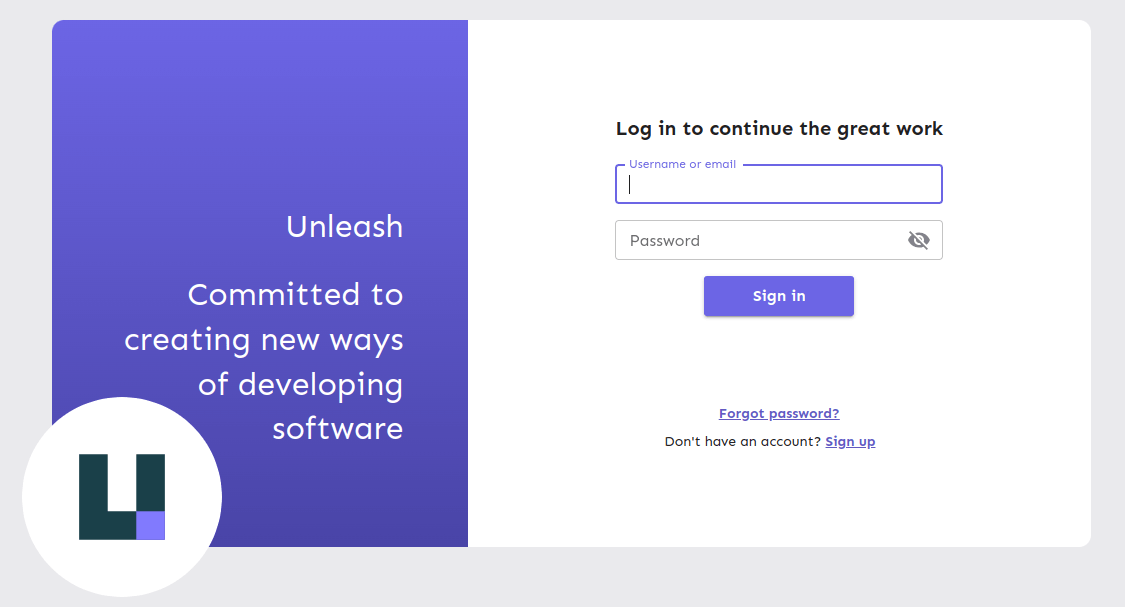 Unleash
Committed to
creating new ways
of developing
software
Log in to continue the great work
Username or email
Password
Sign in
Forgot password?
Don't have an account? Sign up